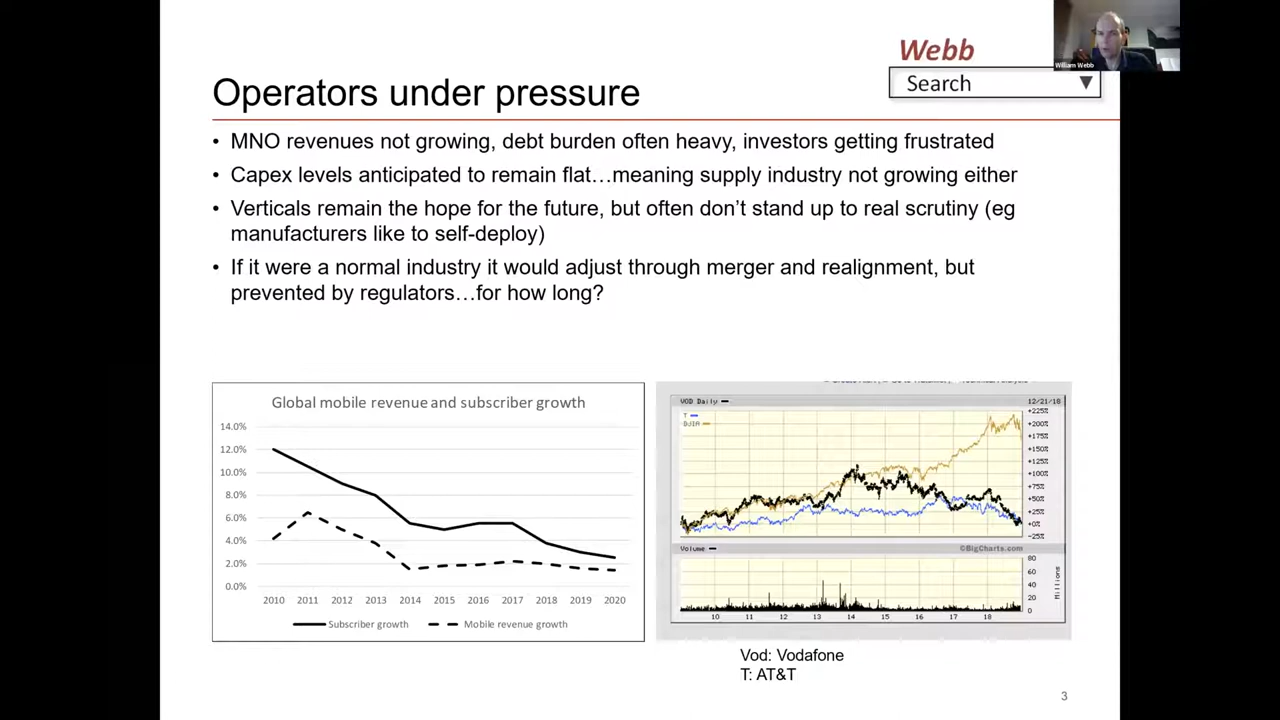 Webb
William Webb
Search
Operators under pressure
• MNO revenues not growing, debt burden often heavy, investors getting frustrated
• Capex levels anticipated to remain flat…meaning supply industry not growing either
• Verticals remain the hope for the future, but often don’t stand up to real scrutiny (eg
manufacturers like to self-deploy)
• If it were a normal industry it would adjust through merger and realignment, but
prevented by regulators…for how long?
Global mobile revenue and subscriber growth
14.0%
12.0%
10.0%
8.0%
6.0%
4.0%
2.0%
0.0%
2010 2011 2012 2013 2014 2015 2016 2017 2018 2019 2020
Subscriber growth Mobile revenue growth
VOD Daily 12/21/18
T
DJIA
+225%
+200%
+175%
+150%
+125%
+100%
+75%
+50%
+25%
+0%
-25%
Volume ©BigCharts.com
80
60
40
20
0
Millions
10 11 12 13 14 15 16 17 18
Vod: Vodafone
T: AT&T
3